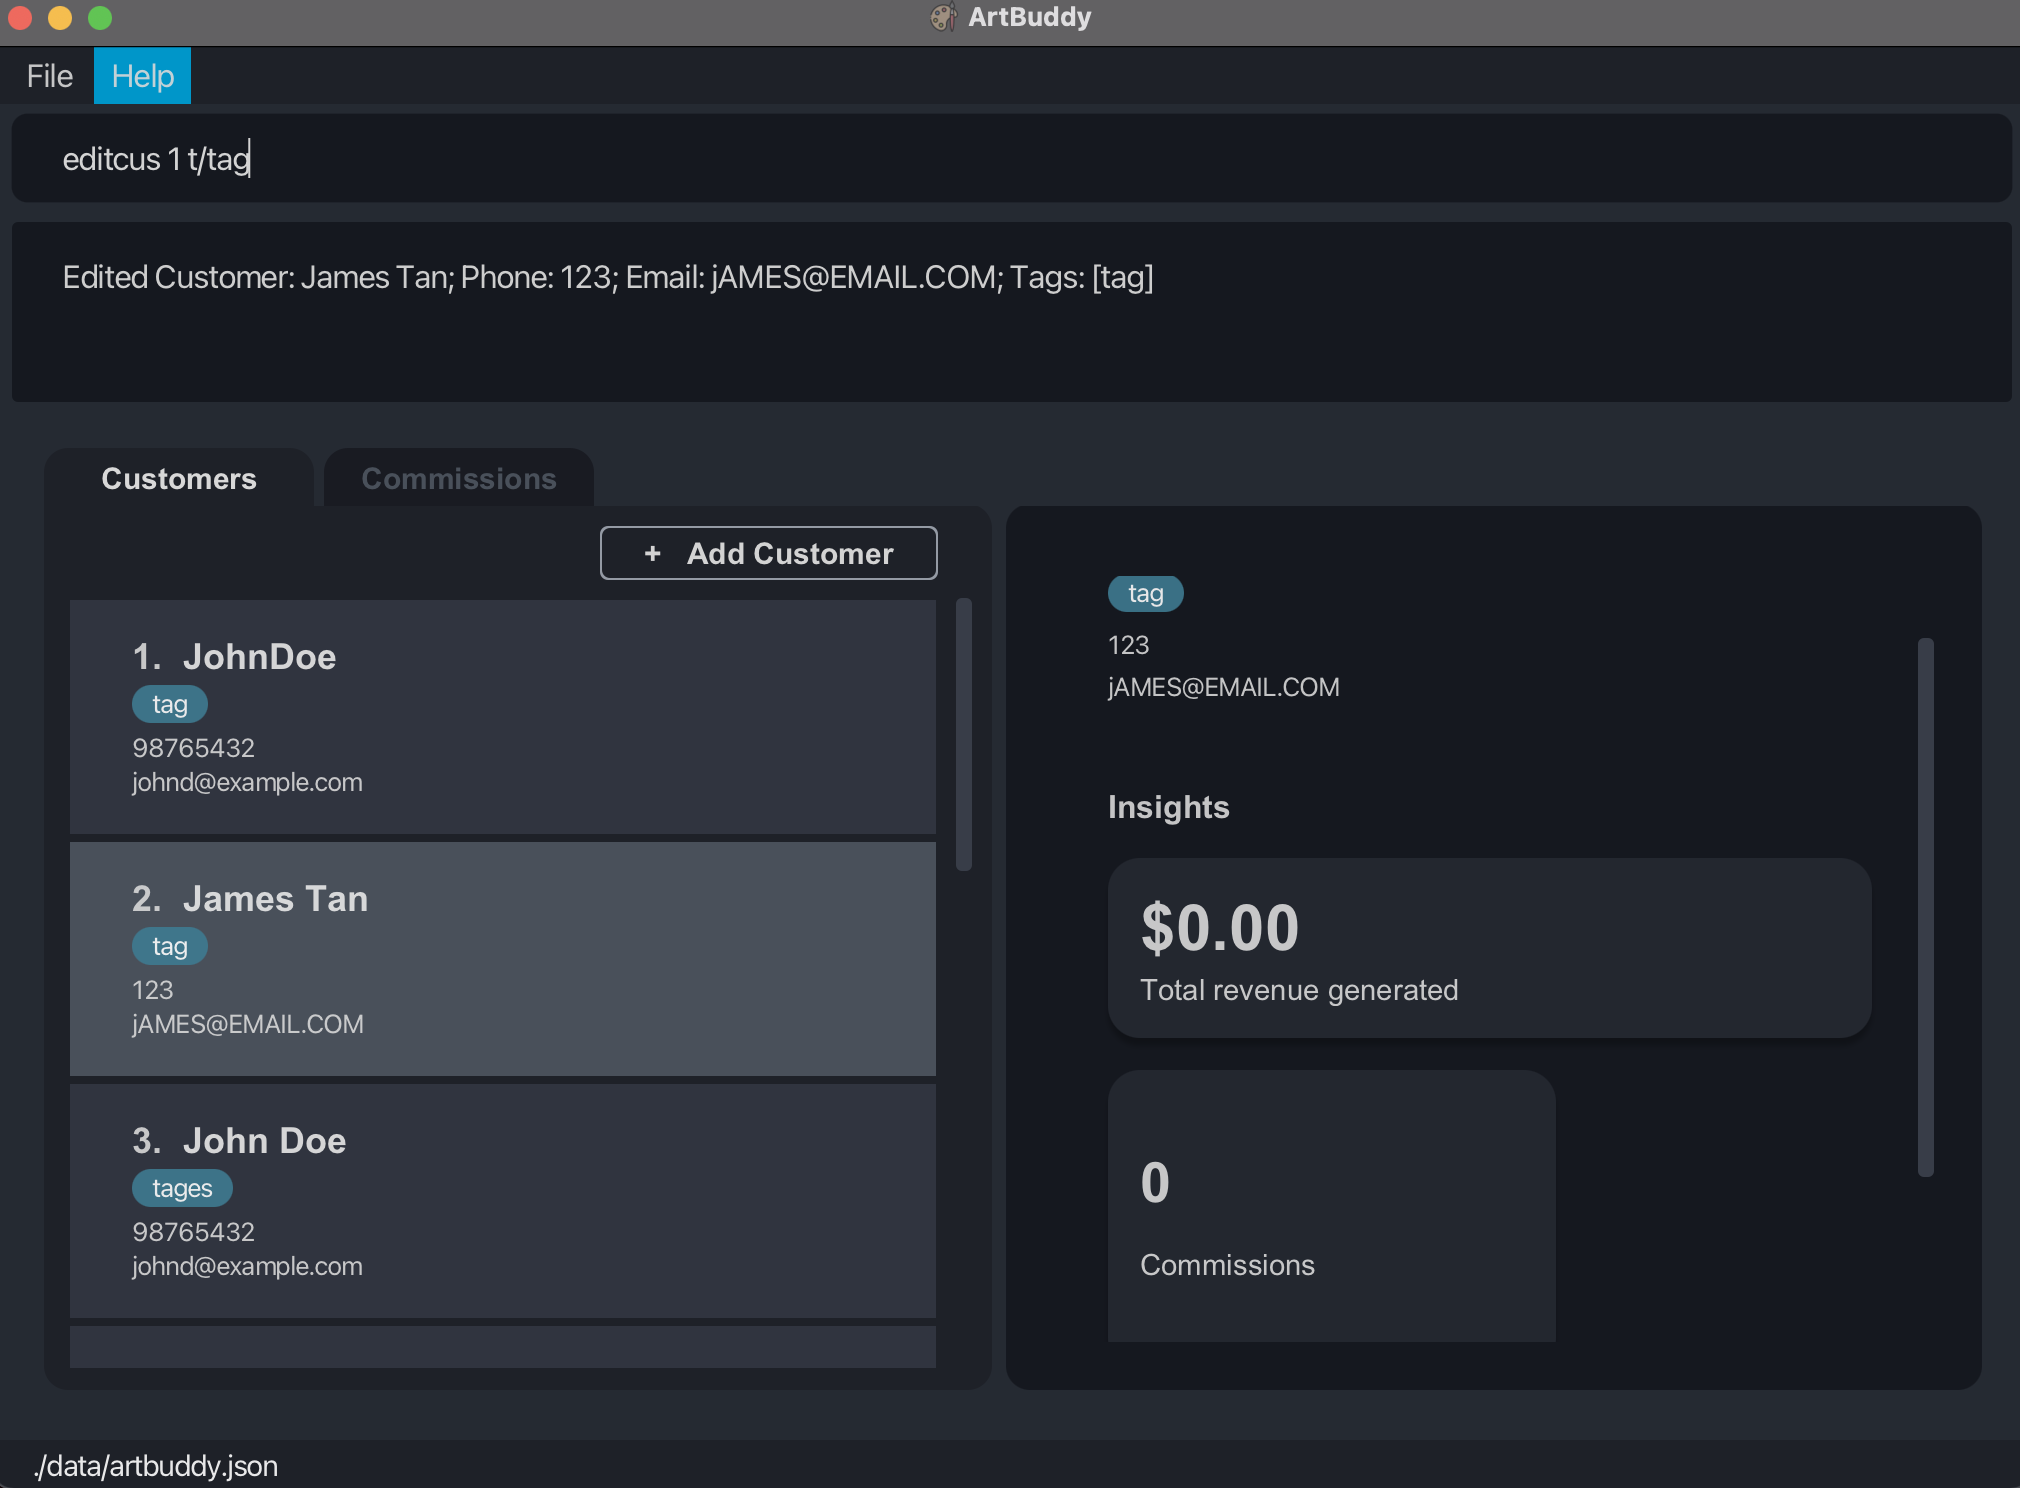 ArtBuddy
File Help
editcus 1 t/tag
Edited Customer: James Tan; Phone: 123; Email: jAMES@EMAIL.COM; Tags: [tag]
Customers Commissions
+ Add Customer
1. JohnDoe
tag
98765432
johnd@example.com
2. James Tan
tag
123
jAMES@EMAIL.COM
3. John Doe
tages
98765432
johnd@example.com
tag
123
jAMES@EMAIL.COM
Insights
$0.00
Total revenue generated
0
Commissions
./data/artbuddy.json